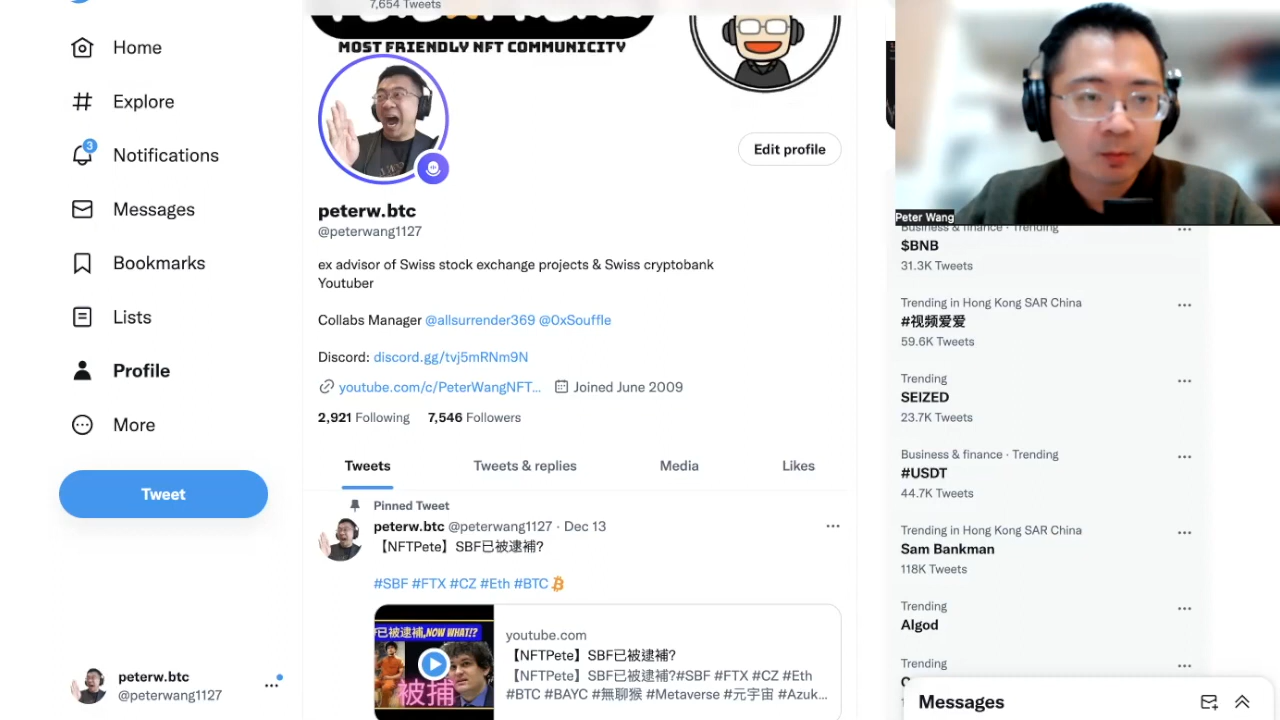 7,654 Tweets
MOST FRIENDLY NFT COMMUNICITY
Home
Explore
3
Notifications
Messages
Bookmarks
Lists
Profile
More
Tweet
peterw.btc
@peterwang1127
Edit profile
peterw.btc
@peterwang1127
ex advisor of Swiss stock exchange projects & Swiss cryptobank
Youtuber
Collabs Manager @allsurrender369 @0xSouffle
Discord: discord.gg/tvj5mRNm9N
youtube.com/c/PeterWangNFT... Joined June 2009
2,921 Following 7,546 Followers
Tweets Tweets & replies Media Likes
Pinned Tweet
peterw.btc @peterwang1127 · Dec 13
【NFTPete】SBF已被逮補?
#SBF #FTX #CZ #Eth #BTC
已被逮補,NOW WHAT!?
被捕
youtube.com
【NFTPete】SBF已被逮補?
【NFTPete】SBF已被逮補?#SBF #FTX #CZ #Eth
#BTC #BAYC #無聊猴 #Metaverse #元宇宙 #Azuk...
Peter Wang
Business & finance · Trending
$BNB
31.3K Tweets
Trending in Hong Kong SAR China
#视频爱爱
59.6K Tweets
Trending
SEIZED
23.7K Tweets
Business & finance · Trending
#USDT
44.7K Tweets
Trending in Hong Kong SAR China
Sam Bankman
118K Tweets
Trending
Algod
Trending
Messages